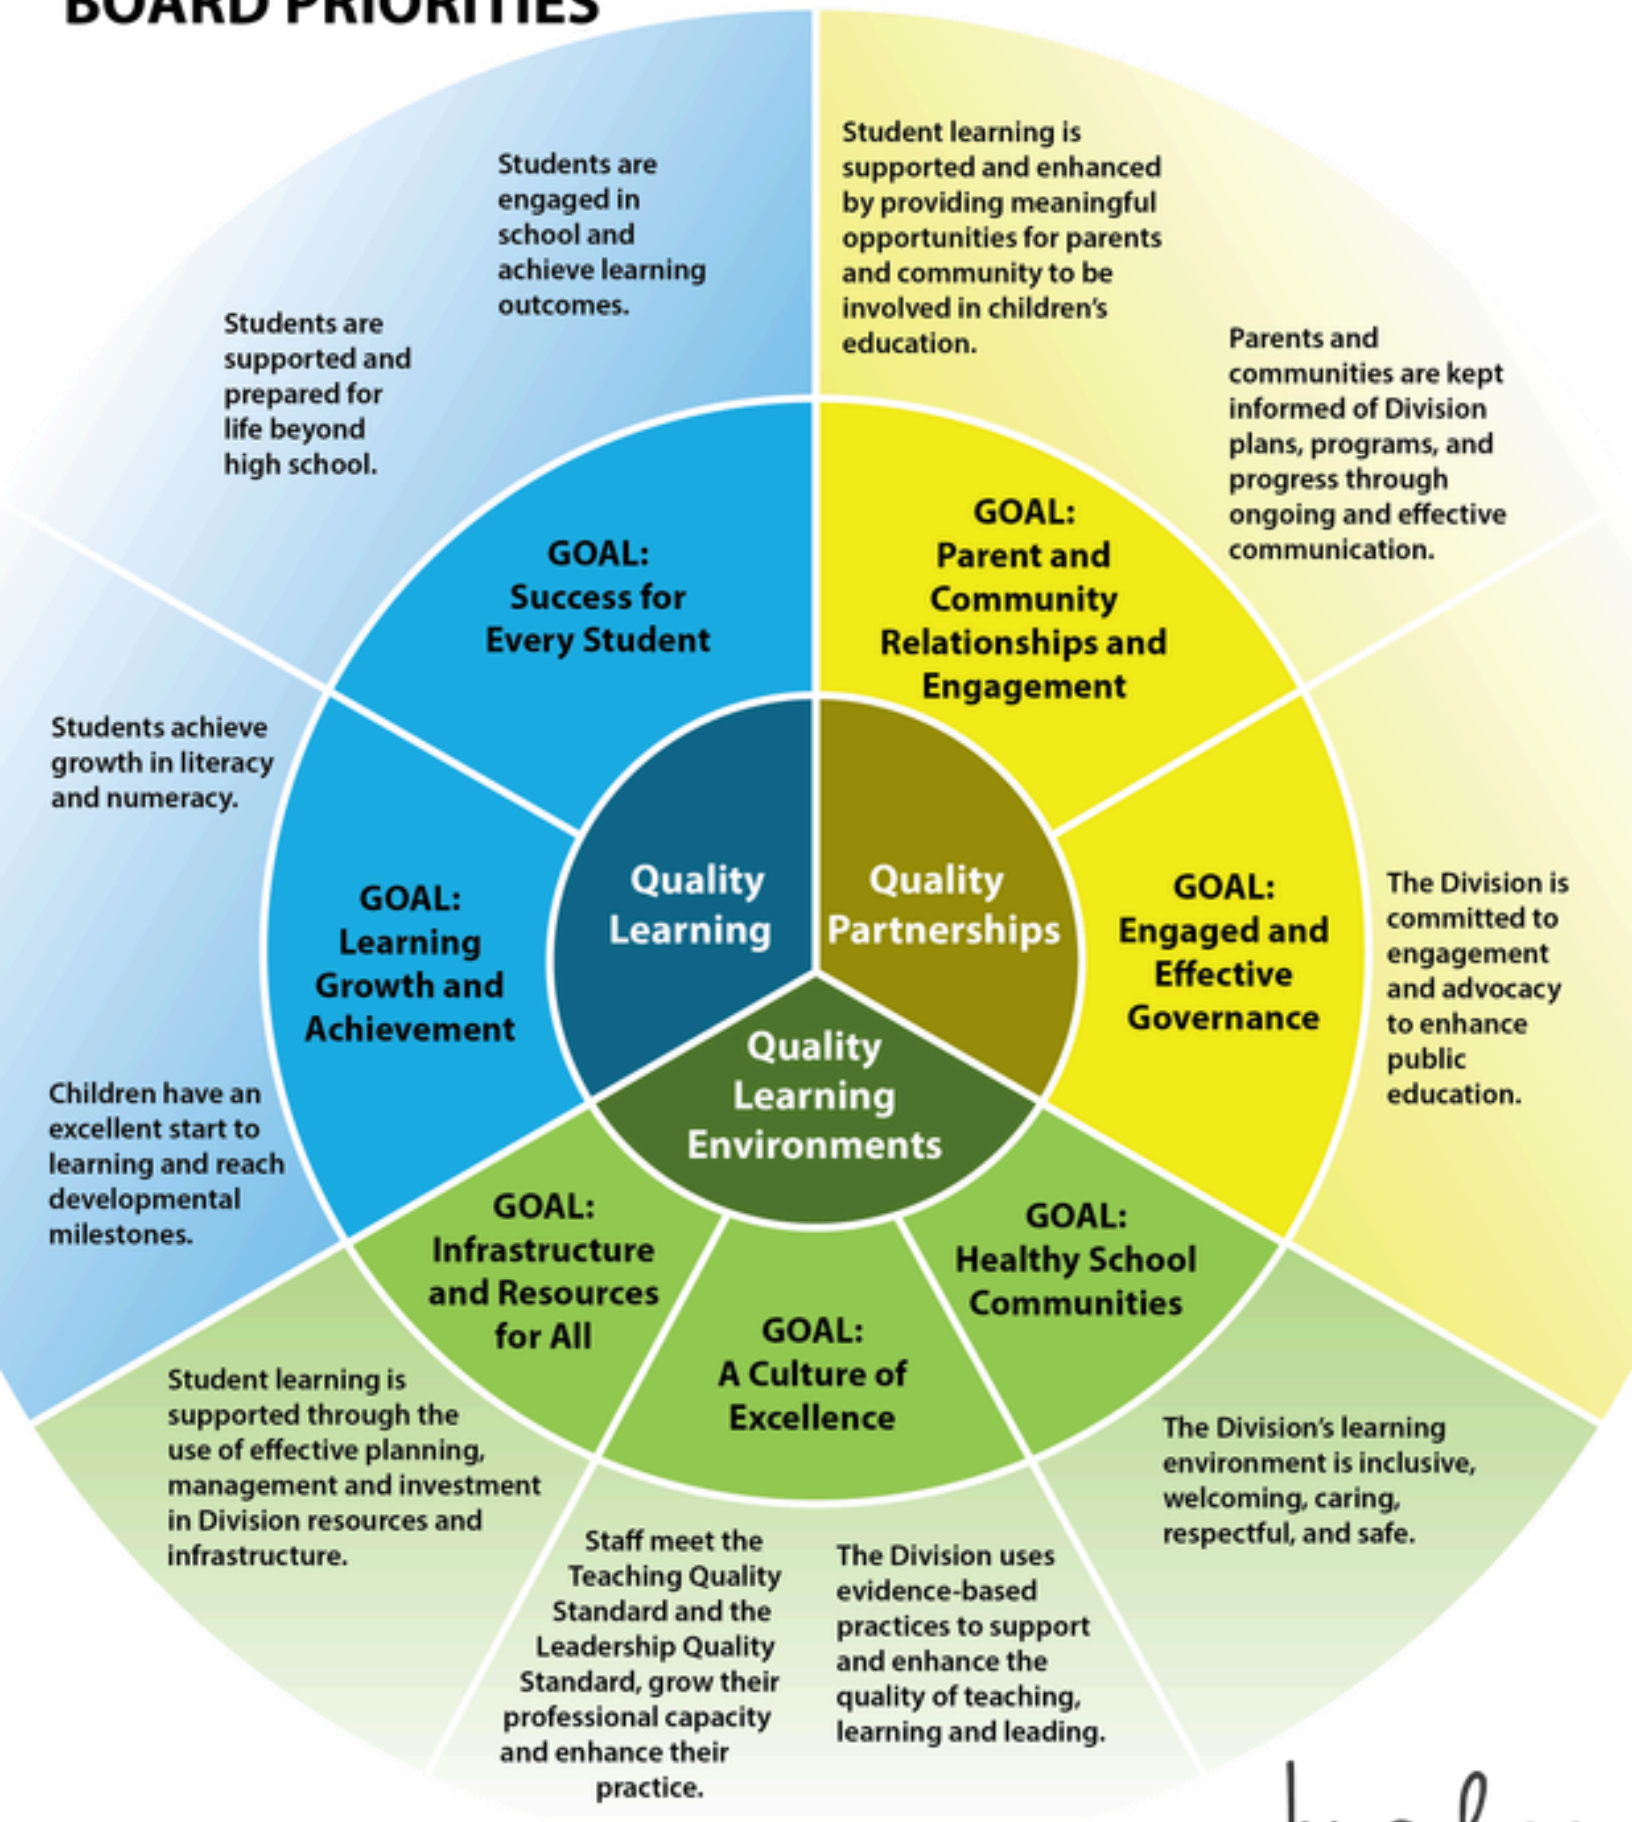 BOARD PRIORITIES
Students are
engaged in
school and
achieve learning
outcomes.
Students are
supported and
prepared for
life beyond
high school.
GOAL:
Success for
Every Student
Students achieve
growth in literacy
and numeracy.
Children have an
excellent start to
learning and reach
developmental
milestones.
GOAL:
Learning
Growth and
Achievement
Quality
Learning
Student learning is
supported and enhanced
by providing meaningful
opportunities for parents
and community to be
involved in children's
education.
Parents and
communities are kept
informed of Division
plans, programs, and
progress through
ongoing and effective
communication.
GOAL:
Parent and
Community
Relationships and
Engagement
Quality
Partnerships
GOAL:
Engaged and
Effective
Governance
The Division is
committed to
engagement
and advocacy
to enhance
public
education.
Quality
Learning
Environments
GOAL:
Infrastructure
and Resources
for All
Student learning is
supported through the
use of effective planning,
management and investment
in Division resources and
infrastructure.
GOAL:
A Culture of
Excellence
Staff meet the
Teaching Quality
Standard and the
Leadership Quality
Standard, grow their
professional capacity
and enhance their
practice.
The Division uses
evidence-based
practices to support
and enhance the
quality of teaching,
learning and leading.
GOAL:
Healthy School
Communities
The Division's learning
environment is inclusive,
welcoming, caring,
respectful, and safe.